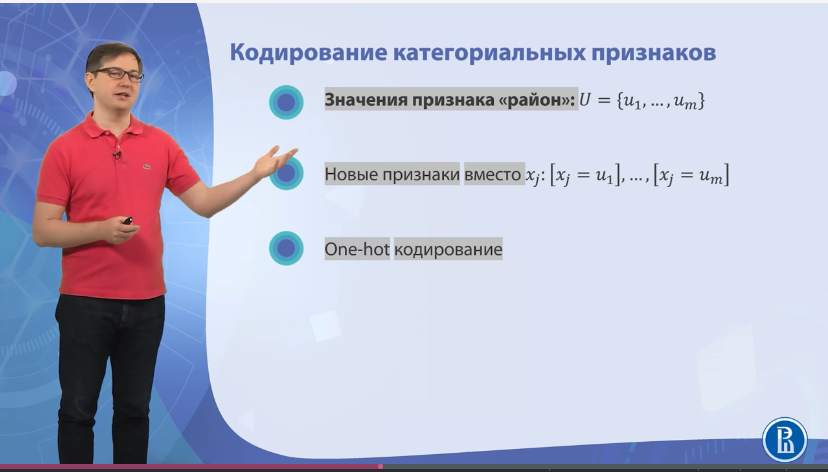 Кодирование категориальных признаков
Значения признака «район»: U = {u₁, … , uₘ}
Новые признаки вместо xⱼ: [xⱼ = u₁], … , [xⱼ = uₘ]
One-hot кодирование